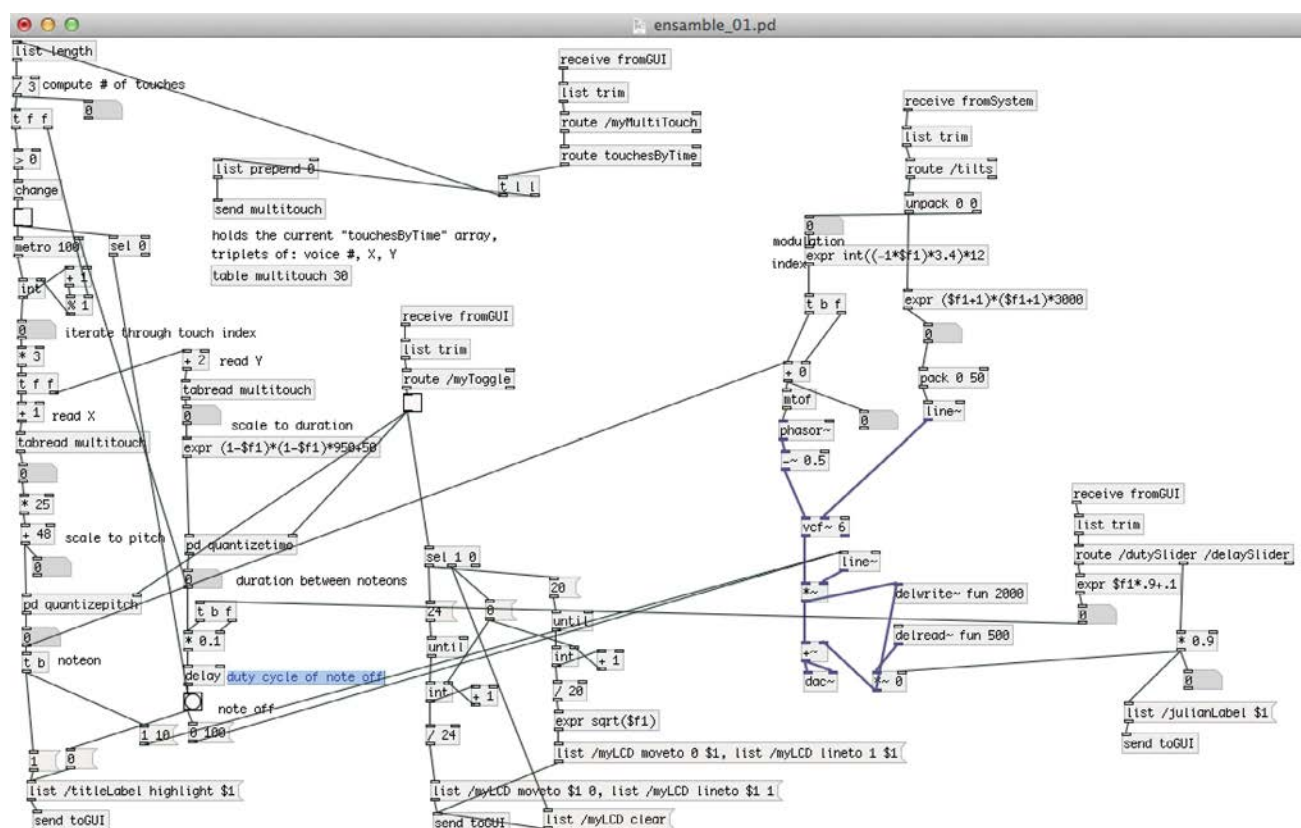 ensamble_01.pd
list length
/ 3
compute # of touches
0
t f f
> 0
change
metro 100
sel 0
int
+ 1
% 1
0
iterate through touch index
* 3
t f f
+ 1
read X
tabread multitouch
0
* 25
+ 48
scale to pitch
0
pd quantizepitch
0
t b
noteon
1
0
list /titleLabel highlight $1
send toGUI
+ 2
read Y
tabread multitouch
0
scale to duration
expr (1-$f1)*(1-$f1)*950+50
pd quantizetime
0
duration between noteons
t b f
* 0.1
delay
duty cycle of note off
note off
1 10
0 100
list prepend 0
send multitouch
holds the current "touchesByTime" array,
triplets of: voice #, X, Y
table multitouch 30
receive fromGUI
list trim
route /myMultiTouch
route touchesByTime
t l l
receive fromGUI
list trim
route /myToggle
sel 1 0
24
0
20
until
until
int
+ 1
int
+ 1
/ 24
/ 20
expr sqrt($f1)
list /myLCD moveto 0 $1, list /myLCD lineto 1 $1
list /myLCD moveto $1 0, list /myLCD lineto $1 1
send toGUI
list /myLCD clear
receive fromSystem
list trim
route /tilts
unpack 0 0
0
modulation
index
expr int((-1*$f1)*3.4)*12
t b f
expr ($f1+1)*($f1+1)*3000
0
pack 0 50
line~
+ 0
mtof
0
phasor~
-~ 0.5
vcf~ 6
line~
*~
delwrite~ fun 2000
delread~ fun 500
+~
*~ 0
dac~
receive fromGUI
list trim
route /dutySlider /delaySlider
expr $f1*.9+.1
0
* 0.9
0
list /julianLabel $1
send toGUI